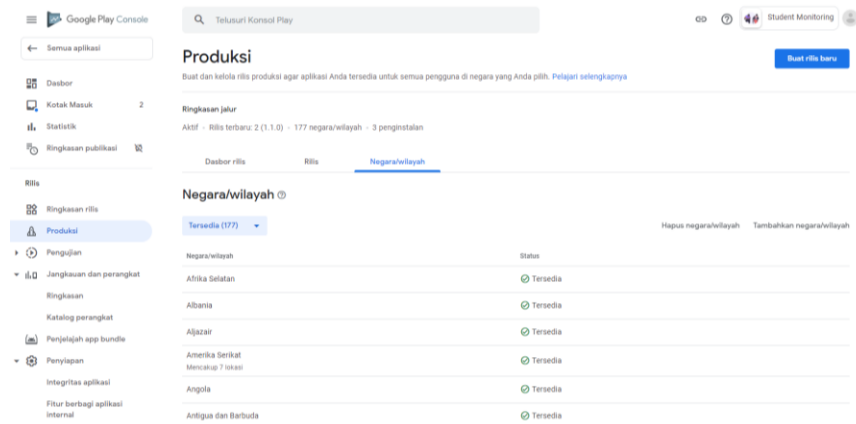 Google Play Console
Telusuri Konsol Play
Student Monitoring
Semua aplikasi
Dasbor
Kotak Masuk 2
Statistik
Ringkasan publikasi
Rilis
Ringkasan rilis
Produksi
Pengujian
Jangkauan dan perangkat
Ringkasan
Katalog perangkat
Penjelajah app bundle
Penyiapan
Integritas aplikasi
Fitur berbagi aplikasi
internal
Produksi
Buat rilis baru
Buat dan kelola rilis produksi agar aplikasi Anda tersedia untuk semua pengguna di negara yang Anda pilih. Pelajari selengkapnya
Ringkasan jalur
Aktif · Rilis terbaru: 2 (1.1.0) · 177 negara/wilayah · 3 penginstalan
Dasbor rilis Rilis Negara/wilayah
Negara/wilayah
Tersedia (177) Hapus negara/wilayah Tambahkan negara/wilayah
Negara/wilayah Status
Afrika Selatan Tersedia
Albania Tersedia
Aljazair Tersedia
Amerika Serikat Tersedia
Mencakup 7 lokasi
Angola Tersedia
Antigua dan Barbuda Tersedia